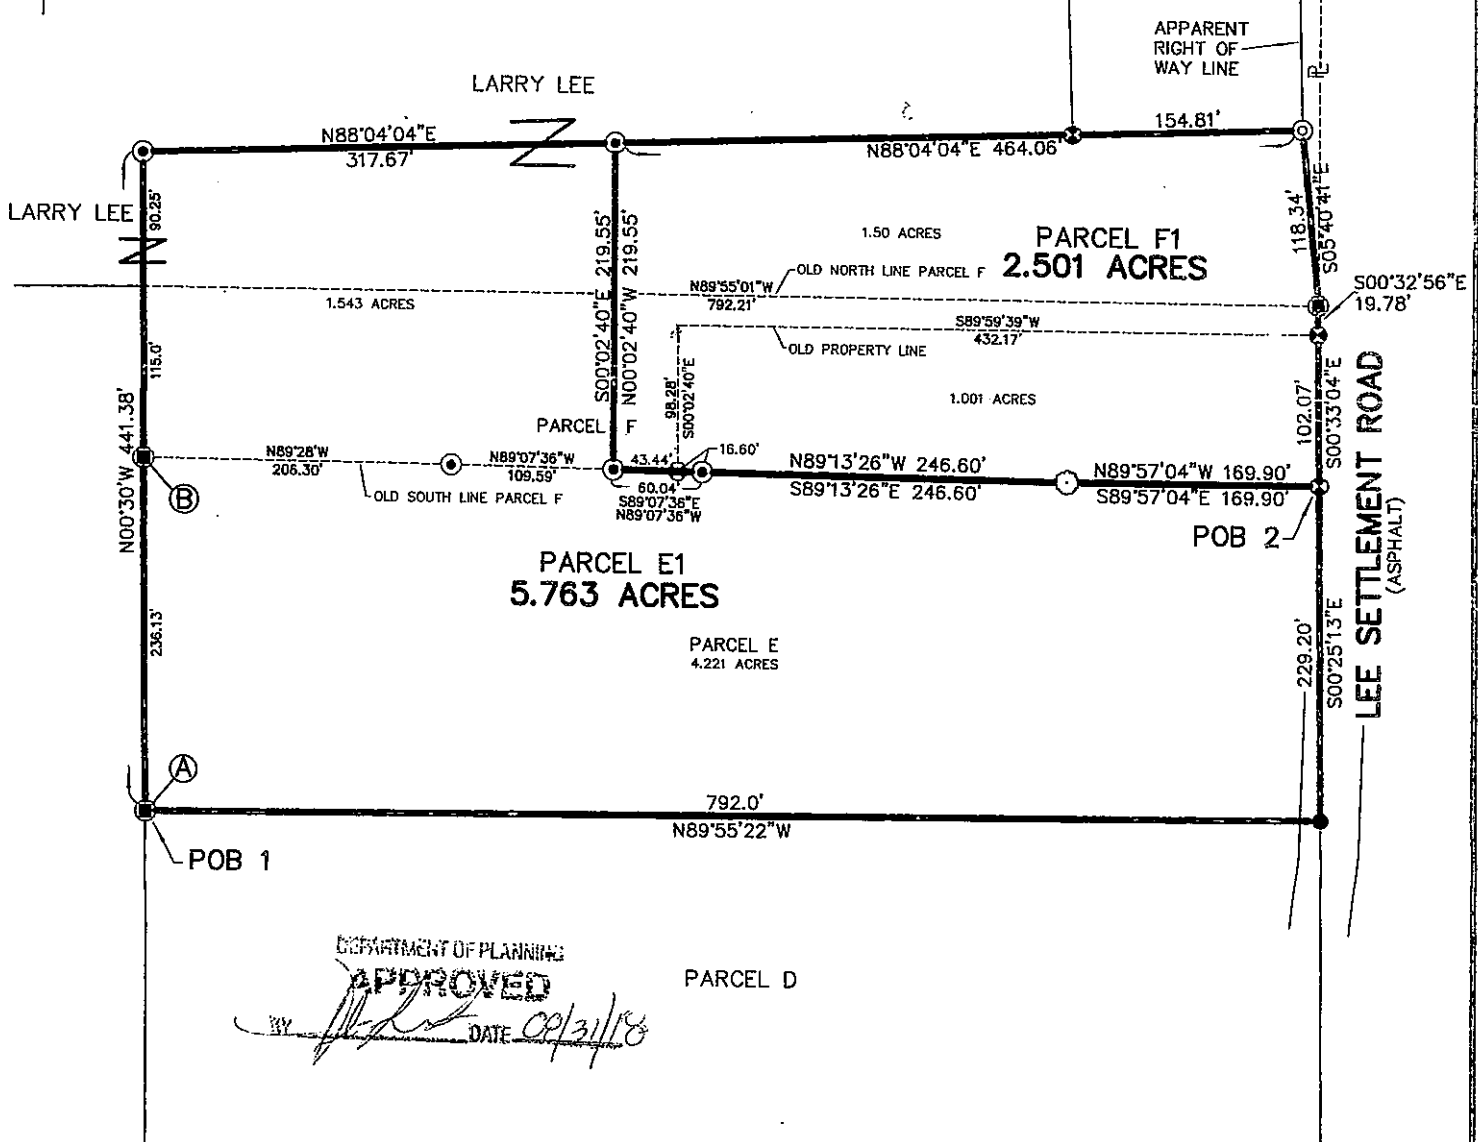 APPARENT
RIGHT OF
WAY LINE
PL
LARRY LEE
N88°04'04"E
317.67'
154.81'
N88°04'04"E 464.06'
LARRY LEE
90.25'
118.34'
S05°40'41"E
1.50 ACRES
PARCEL F1
2.501 ACRES
OLD NORTH LINE PARCEL F
S00°02'40"E 219.55'
N00°02'40"W 219.55'
N89°55'01"W
792.21'
S00°32'56"E
19.78'
1.543 ACRES
S89°59'39"W
432.17'
OLD PROPERTY LINE
115.0'
98.28'
S00°02'40"E
1.001 ACRES
102.07'
S00°33'04"E
LEE SETTLEMENT ROAD
(ASPHALT)
N00°30'W 441.38'
PARCEL F
N89°28'W
206.30'
N89°07'36"W
109.59'
43.44'
16.60'
N89°13'26"W 246.60'
S89°13'26"E 246.60'
N89°57'04"W 169.90'
S89°57'04"E 169.90'
60.04'
S89°07'36"E
N89°07'36"W
OLD SOUTH LINE PARCEL F
B
POB 2
PARCEL E1
5.763 ACRES
236.13'
PARCEL E
4.221 ACRES
229.20'
S00°25'13"E
A
792.0'
N89°55'22"W
POB 1
DEPARTMENT OF PLANNING
APPROVED
BY DATE 08/31/18
PARCEL D